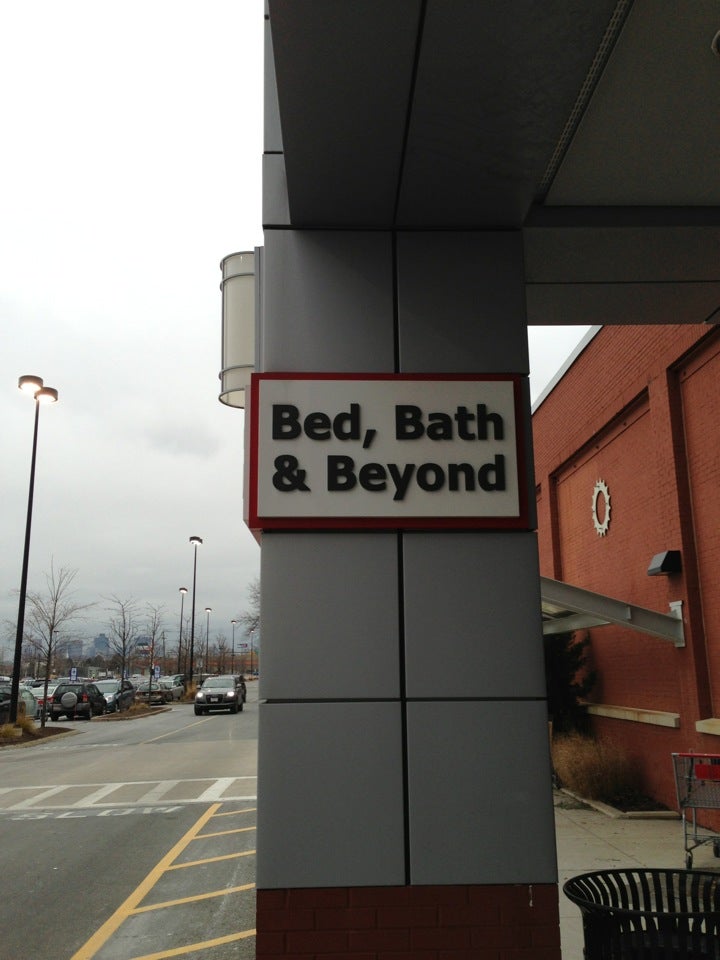 Bed, Bath
& Beyond
SLOW